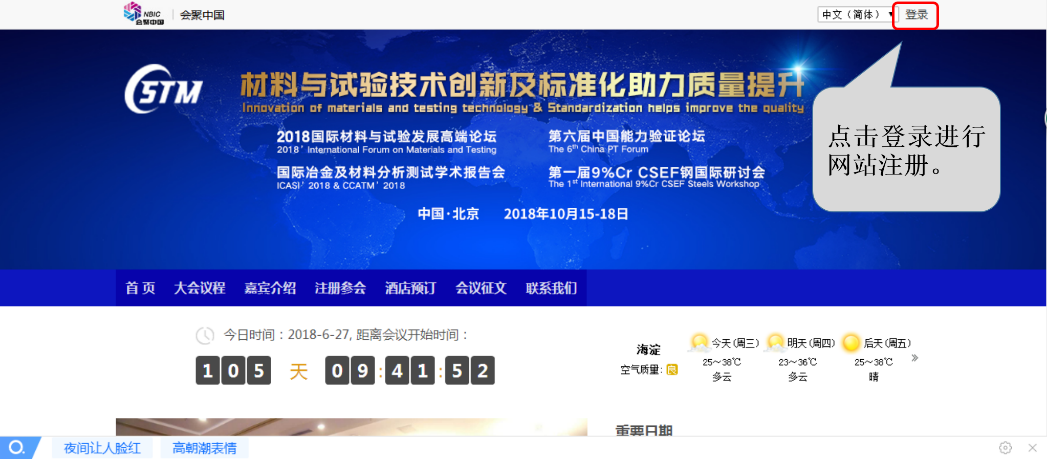 NBIC
会聚中国
会聚中国
中文（简体）
登录
CSTM
材料与试验技术创新及标准化助力质量提升
Innovation of materials and testing technology & Standardization helps improve the quality
2018国际材料与试验发展高端论坛
2018' International Forum on Materials and Testing
第六届中国能力验证论坛
The 6th China PT Forum
国际冶金及材料分析测试学术报告会
ICASI' 2018 & CCATM' 2018
第一届9%Cr CSEF钢国际研讨会
The 1st International 9%Cr CSEF Steels Workshop
中国·北京 2018年10月15-18日
点击登录进行
网站注册。
首 页 大会议程 嘉宾介绍 注册参会 酒店预订 会议征文 联系我们
今日时间：2018-6-27, 距离会议开始时间：
105 天 09:41:52
海淀
空气质量:
今天(周三)
25～38℃
多云
明天(周四)
23～36℃
多云
后天(周五)
25～38℃
晴
»
重要日期
夜间让人脸红 高朝潮表情